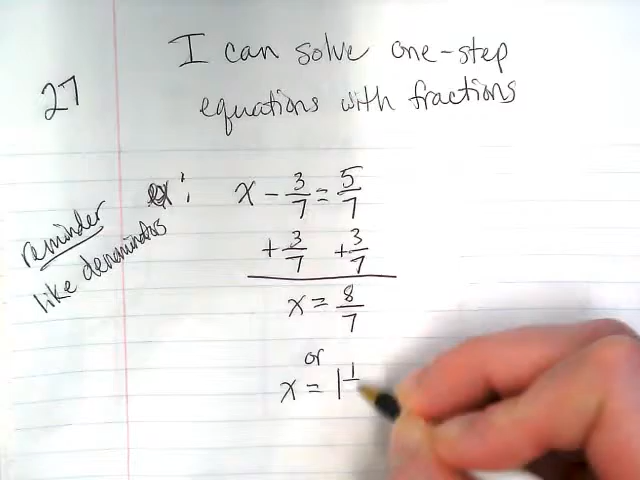 I can solve one-step
27
equations with fractions
reminder
like denominators
ex:
x - 3/7 = 5/7
+ 3/7 + 3/7
x = 8/7
or
x = 1 1/